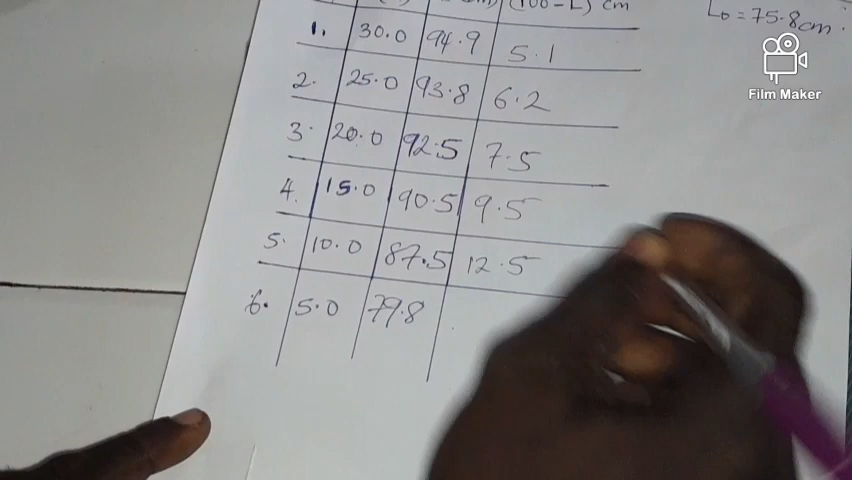 (100 - L) cm
L₀ = 75.8cm
1. 30.0 94.9 5.1
2. 25.0 93.8 6.2
3. 20.0 92.5 7.5
4. 15.0 90.5 9.5
5. 10.0 87.5 12.5
6. 5.0 79.8
Film Maker